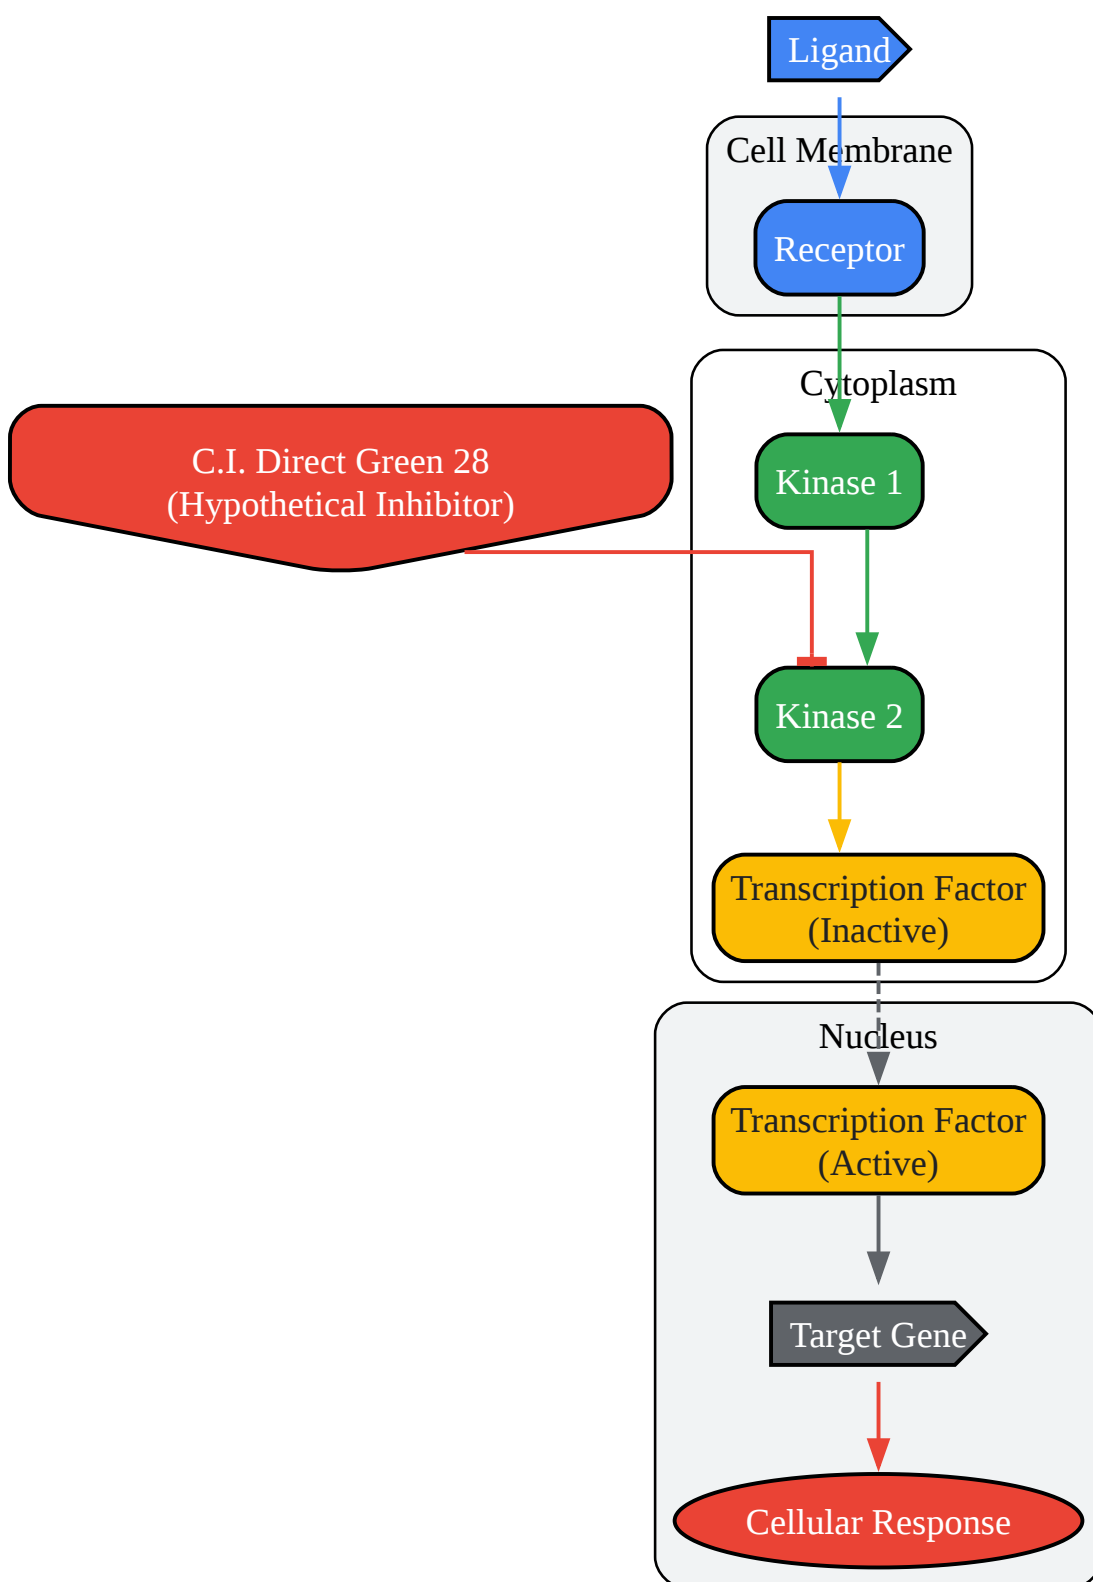 Ligand
Cell Membrane
Receptor
Cytoplasm
C.I. Direct Green 28
(Hypothetical Inhibitor)
Kinase 1
Kinase 2
Transcription Factor
(Inactive)
Nucleus
Transcription Factor
(Active)
Target Gene
Cellular Response